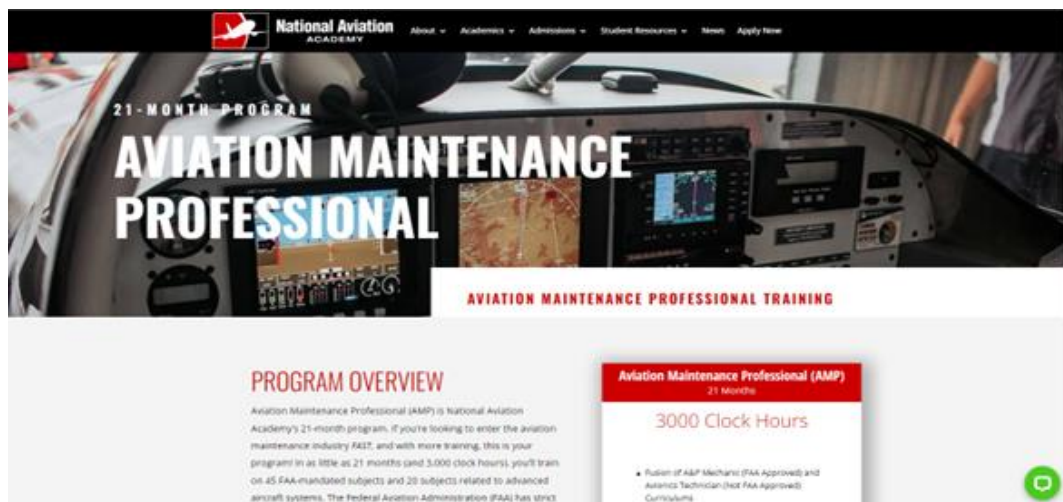 National Aviation
ACADEMY
About Academics Admissions Student Resources News Apply Now
21-MONTH PROGRAM
AVIATION MAINTENANCE
PROFESSIONAL
AVIATION MAINTENANCE PROFESSIONAL TRAINING
PROGRAM OVERVIEW
Aviation Maintenance Professional (AMP) is National Aviation
Academy's 21-month program. If you're looking to enter the aviation
maintenance industry FAST, and with more training, this is your
program! In as little as 21 months (and 3,000 clock hours), you'll train
on 45 FAA-mandated subjects and 20 subjects related to advanced
aircraft systems. The Federal Aviation Administration (FAA) has strict
Aviation Maintenance Professional (AMP)
21 Months
3000 Clock Hours
Fusion of A&P Mechanic (FAA Approved) and
Avionics Technician (Not FAA Approved)
Curriculums